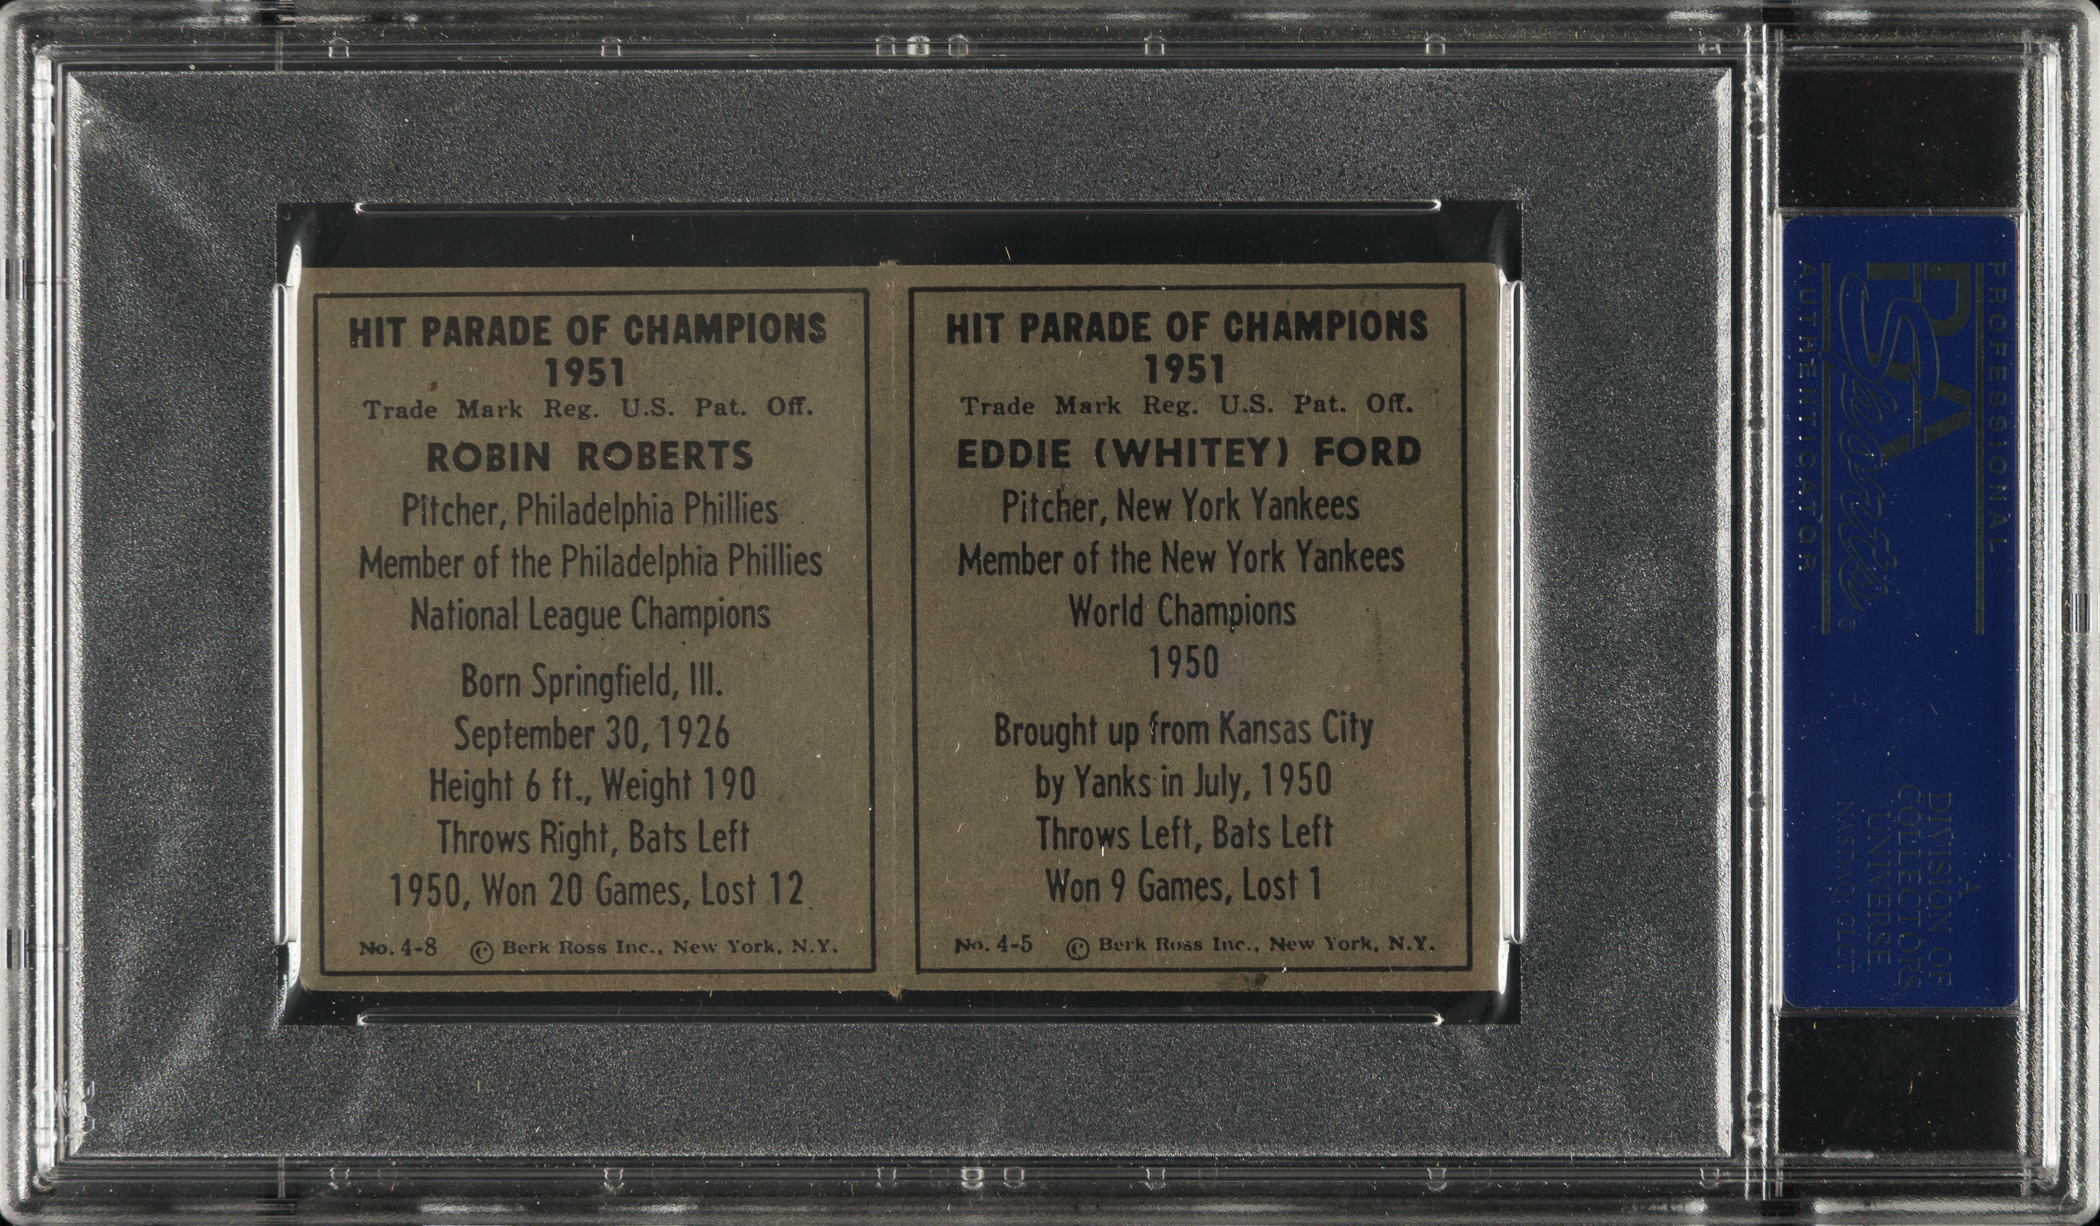 HIT PARADE OF CHAMPIONS
1951
Trade Mark Reg. U.S. Pat. Off.
ROBIN ROBERTS
Pitcher, Philadelphia Phillies
Member of the Philadelphia Phillies
National League Champions
Born Springfield, Ill.
September 30, 1926
Height 6 ft., Weight 190
Throws Right, Bats Left
1950, Won 20 Games, Lost 12
No. 4-8 © Berk Ross Inc., New York, N.Y.
HIT PARADE OF CHAMPIONS
1951
Trade Mark Reg. U.S. Pat. Off.
EDDIE (WHITEY) FORD
Pitcher, New York Yankees
Member of the New York Yankees
World Champions
1950
Brought up from Kansas City
by Yanks in July, 1950
Throws Left, Bats Left
Won 9 Games, Lost 1
No. 4-5 © Berk Ross Inc., New York, N.Y.
PROFESSIONAL
PSA
Sports®
AUTHENTICATOR
A
DIVISION OF
COLLECTORS
UNIVERSE
NASDAQ: CLCT